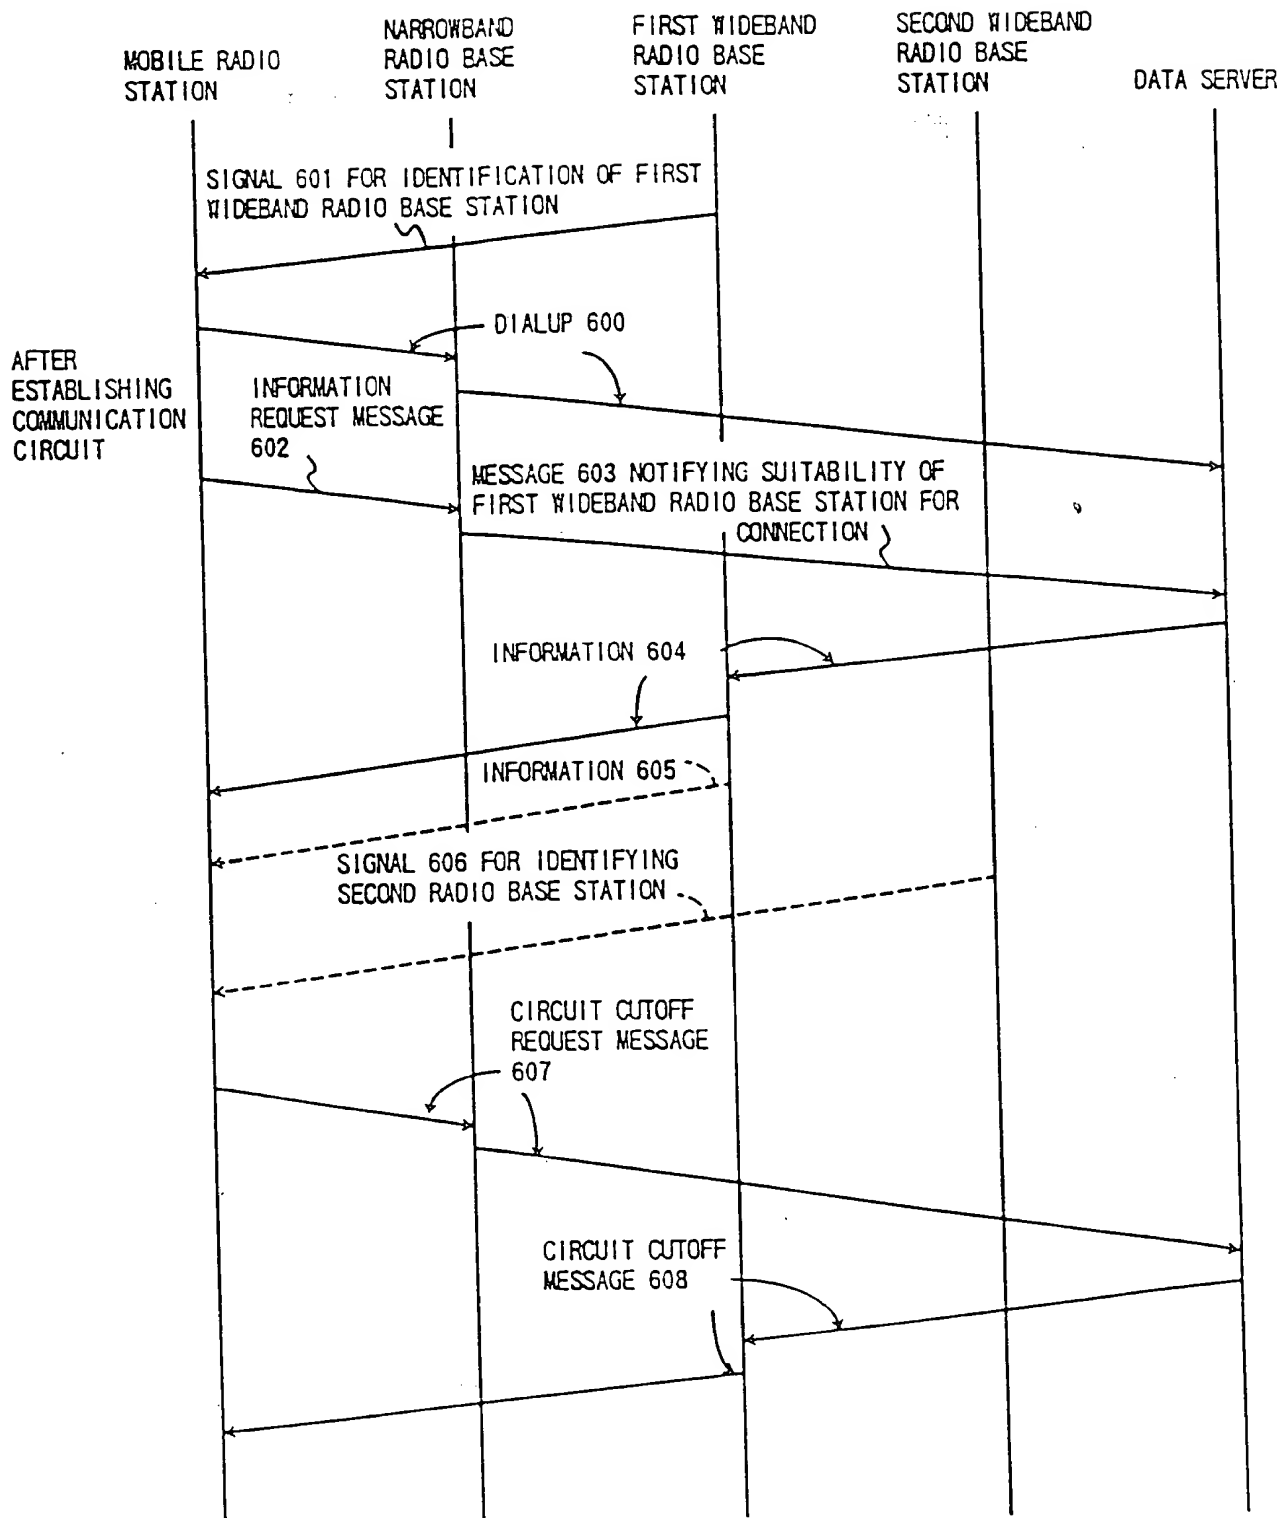 MOBILE RADIO
STATION
NARROWBAND
RADIO BASE
STATION
FIRST WIDEBAND
RADIO BASE
STATION
SECOND WIDEBAND
RADIO BASE
STATION
DATA SERVER
SIGNAL 601 FOR IDENTIFICATION OF FIRST
WIDEBAND RADIO BASE STATION
DIALUP 600
AFTER
ESTABLISHING
COMMUNICATION
CIRCUIT
INFORMATION
REQUEST MESSAGE
602
MESSAGE 603 NOTIFYING SUITABILITY OF
FIRST WIDEBAND RADIO BASE STATION FOR
CONNECTION
INFORMATION 604
INFORMATION 605
SIGNAL 606 FOR IDENTIFYING
SECOND RADIO BASE STATION
CIRCUIT CUTOFF
REQUEST MESSAGE
607
CIRCUIT CUTOFF
MESSAGE 608